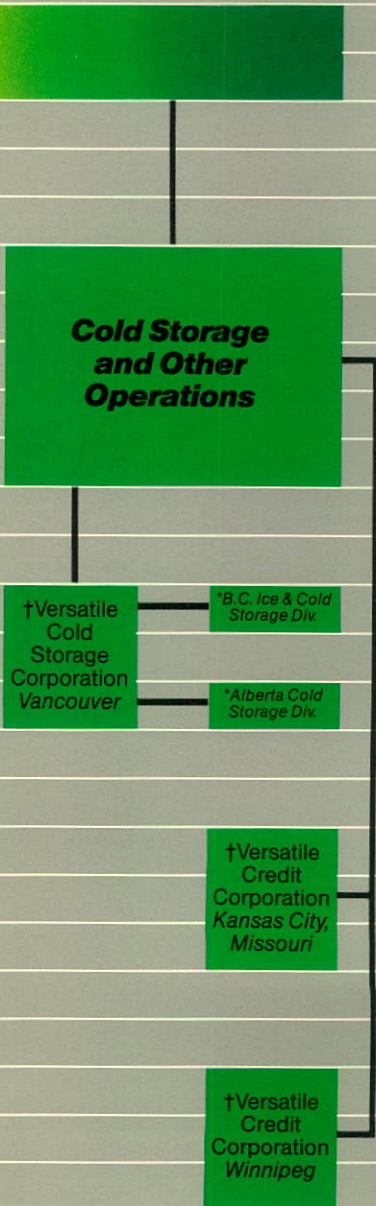 Cold Storage
and Other
Operations
†Versatile
Cold
Storage
Corporation
Vancouver
*B.C. Ice & Cold
Storage Div.
*Alberta Cold
Storage Div.
†Versatile
Credit
Corporation
Kansas City,
Missouri
†Versatile
Credit
Corporation
Winnipeg